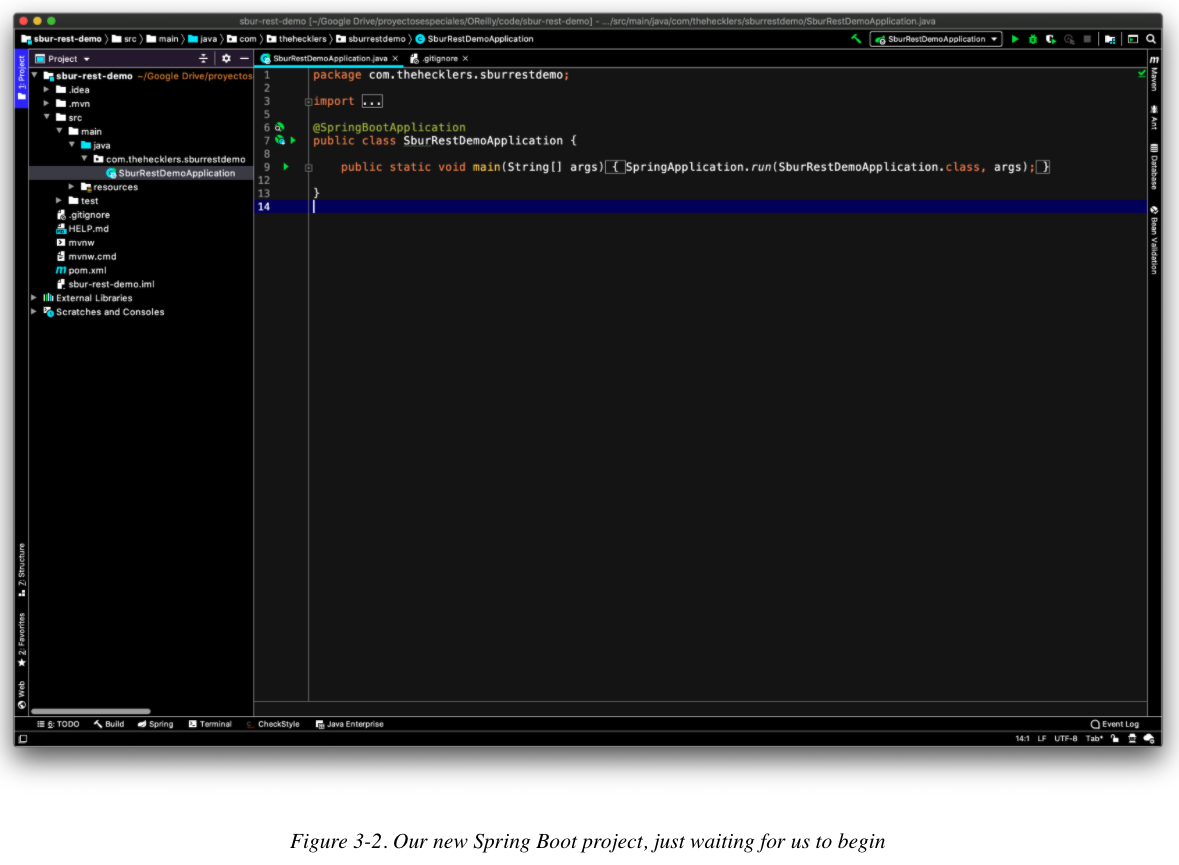 sbur-rest-demo [~/Google Drive/proyectosespeciales/OReilly/code/sbur-rest-demo] - .../src/main/java/com/thehecklers/sburrestdemo/SburRestDemoApplication.java
sbur-rest-demo src main java com thehecklers sburrestdemo SburRestDemoApplication
SburRestDemoApplication
Project
SburRestDemoApplication.java
.gitignore
1: Project
sbur-rest-demo ~/Google Drive/proyectos
.idea
.mvn
src
main
java
com.thehecklers.sburrestdemo
SburRestDemoApplication
resources
test
.gitignore
HELP.md
mvnw
mvnw.cmd
pom.xml
sbur-rest-demo.iml
External Libraries
Scratches and Consoles
1 package com.thehecklers.sburrestdemo;
2
3 import ...
5
6 @SpringBootApplication
7 public class SburRestDemoApplication {
8
9 public static void main(String[] args) { SpringApplication.run(SburRestDemoApplication.class, args); }
12
13 }
14
Maven
Ant
Database
Bean Validation
Z: Structure
2: Favorites
Web
6: TODO Build Spring Terminal CheckStyle Java Enterprise Event Log
14:1 LF UTF-8 Tab*
Figure 3-2. Our new Spring Boot project, just waiting for us to begin